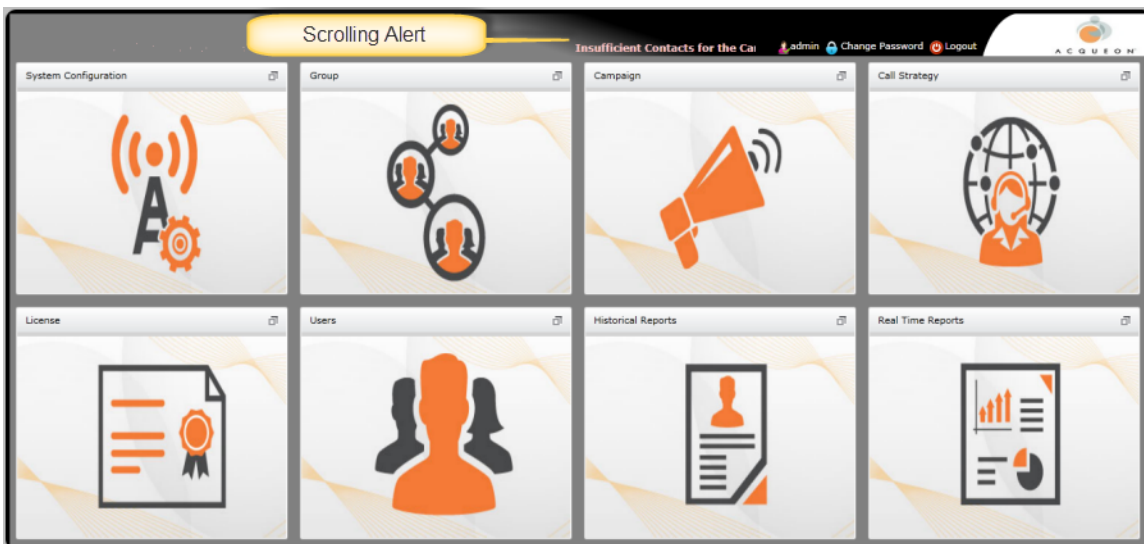 Scrolling Alert
Insufficient Contacts for the Ca
admin Change Password Logout
ACQUEON
System Configuration
Group
Campaign
Call Strategy
License
Users
Historical Reports
Real Time Reports